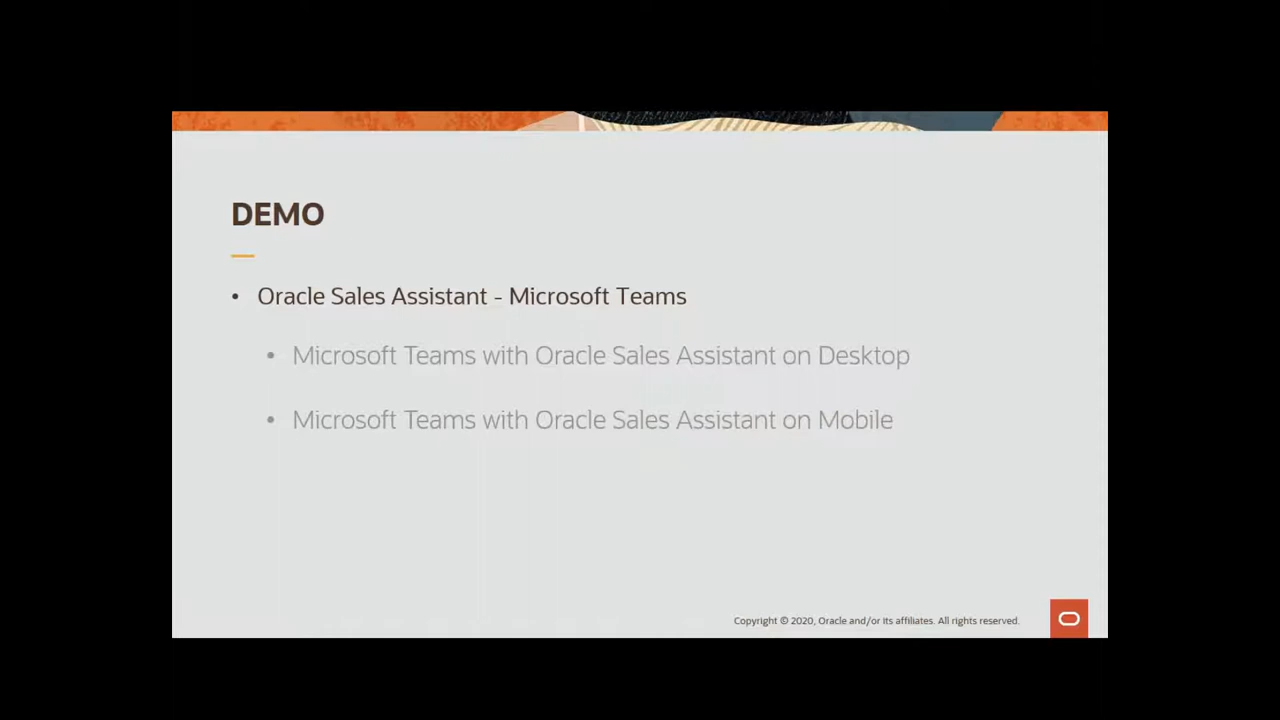 DEMO
• Oracle Sales Assistant - Microsoft Teams
• Microsoft Teams with Oracle Sales Assistant on Desktop
• Microsoft Teams with Oracle Sales Assistant on Mobile
Copyright © 2020, Oracle and/or its affiliates. All rights reserved.